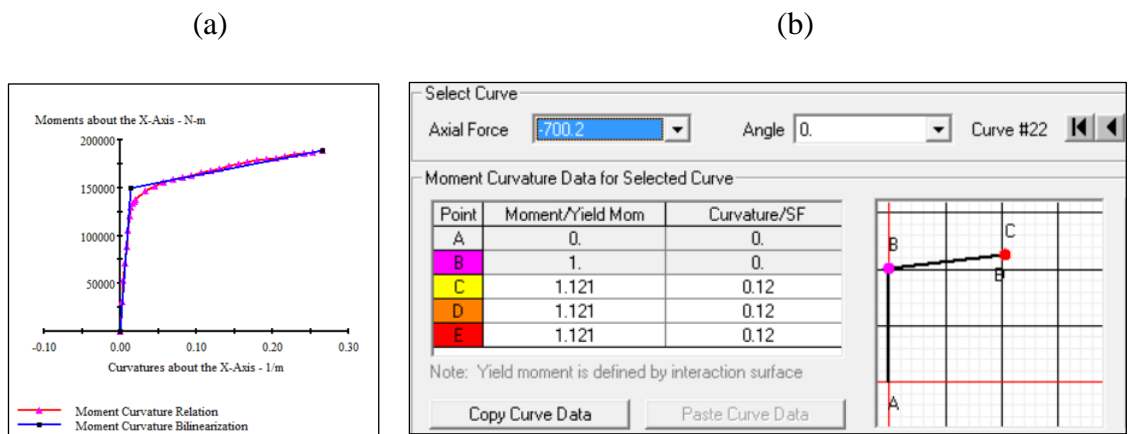 (a)
(b)
Moments about the X-Axis - N-m
200000
150000
100000
50000
-0.10 0.00 0.10 0.20 0.30
Curvatures about the X-Axis - 1/m
Moment Curvature Relation
Moment Curvature Bilinearization
Select Curve
Axial Force -700.2 Angle 0. Curve #22
Moment Curvature Data for Selected Curve
Point Moment/Yield Mom Curvature/SF
A 0. 0.
B 1. 0.
C 1.121 0.12
D 1.121 0.12
E 1.121 0.12
B
C
A
Note: Yield moment is defined by interaction surface
Copy Curve Data Paste Curve Data